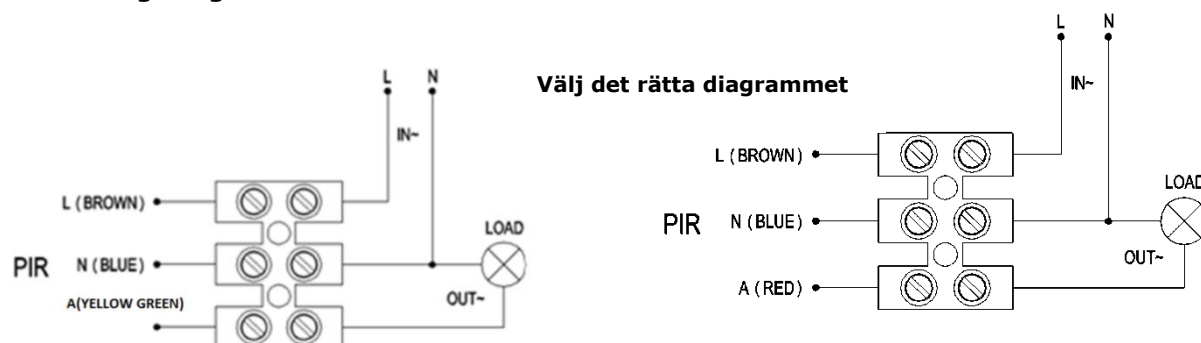 L N
IN~
L (BROWN)
LOAD
PIR N (BLUE)
A(YELLOW GREEN)
OUT~
Välj det rätta diagrammet
L N
IN~
L (BROWN)
LOAD
PIR N (BLUE)
OUT~
A (RED)